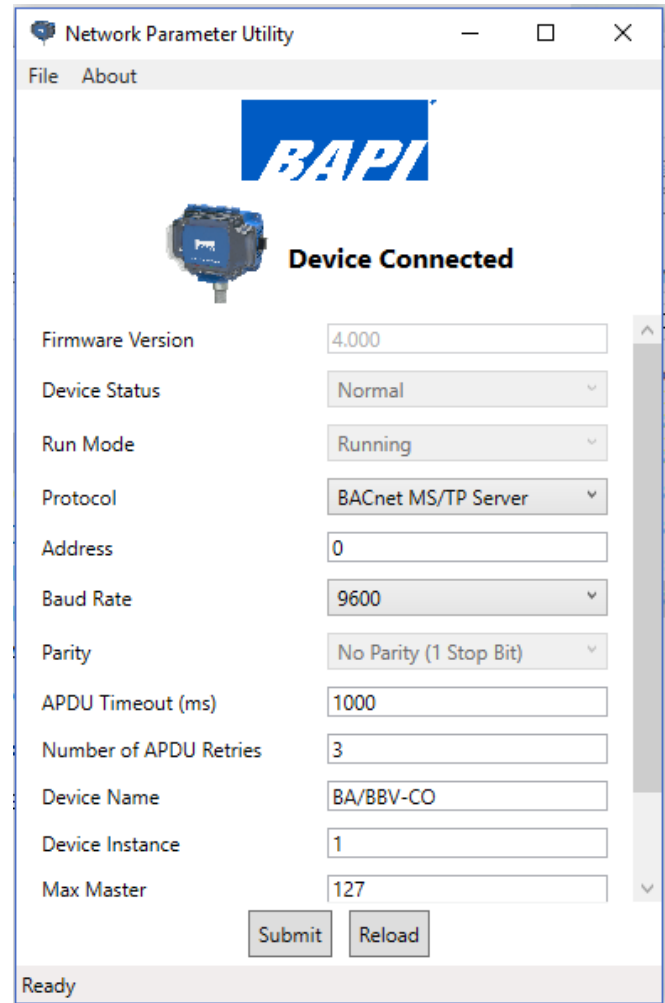 Network Parameter Utility
File About
BAPI
Device Connected
Firmware Version 4.000
Device Status Normal
Run Mode Running
Protocol BACnet MS/TP Server
Address 0
Baud Rate 9600
Parity No Parity (1 Stop Bit)
APDU Timeout (ms) 1000
Number of APDU Retries 3
Device Name BA/BBV-CO
Device Instance 1
Max Master 127
Submit Reload
Ready